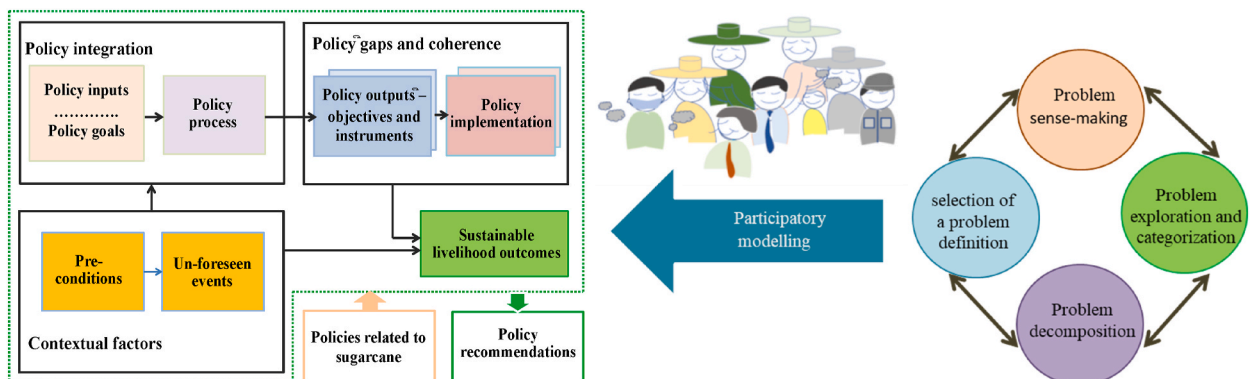 Policy integration
Policy inputs
………….
Policy goals
Policy
process
Policy gaps and coherence
Policy outputs –
objectives and
instruments
Policy
implementation
Pre-
conditions
Un-foreseen
events
Contextual factors
Sustainable
livelihood outcomes
Policies related to
sugarcane
Policy
recommendations
Participatory
modelling
Problem
sense-making
selection of
a problem
definition
Problem
exploration and
categorization
Problem
decomposition